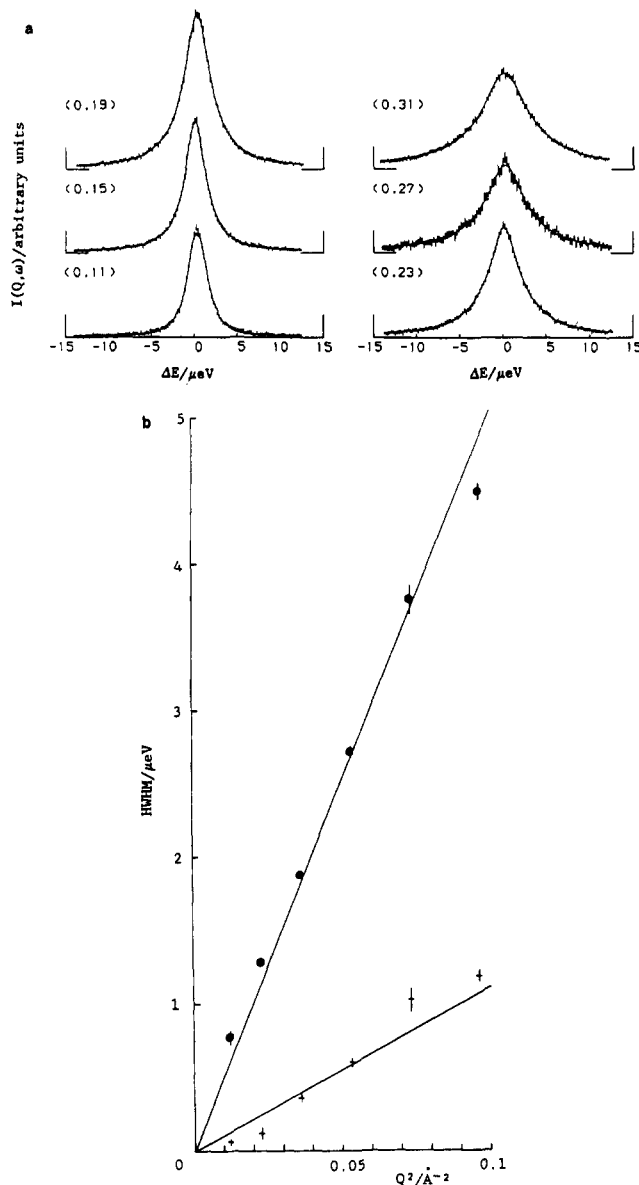 a
I(Q,ω)/arbitrary units
(0.19)
(0.15)
(0.11)
-15 -10 -5 0 5 10 15
ΔE/μeV
(0.31)
(0.27)
(0.23)
-15 -10 -5 0 5 10 15
ΔE/μeV
b
5
4
3
2
1
HWHM/μeV
0 0.05 0.1
Q²/Å⁻²